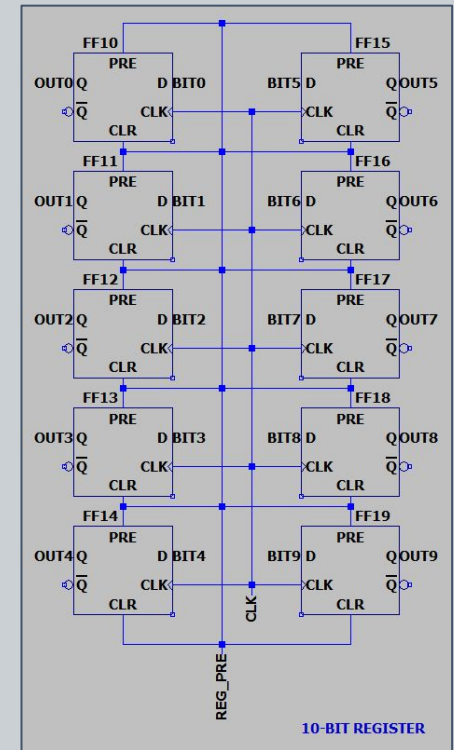 FF10 FF15
PRE PRE
OUT0 Q D BIT0 BIT5 D Q OUT5
Q CLK CLK Q
CLR CLR
FF11 FF16
PRE PRE
OUT1 Q D BIT1 BIT6 D Q OUT6
Q CLK CLK Q
CLR CLR
FF12 FF17
PRE PRE
OUT2 Q D BIT2 BIT7 D Q OUT7
Q CLK CLK Q
CLR CLR
FF13 FF18
PRE PRE
OUT3 Q D BIT3 BIT8 D Q OUT8
Q CLK CLK Q
CLR CLR
FF14 FF19
PRE PRE
OUT4 Q D BIT4 BIT9 D Q OUT9
Q CLK CLK Q
CLR CLR
CLK
REG_PRE
10-BIT REGISTER